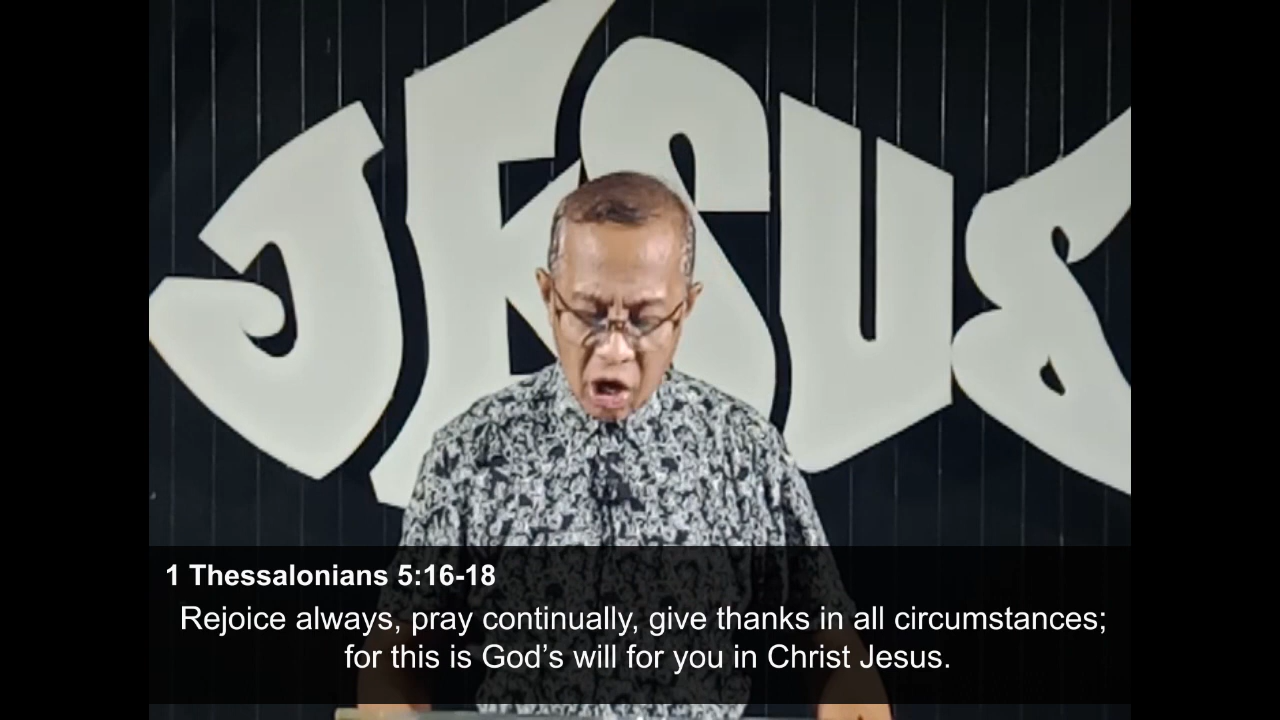 JESUS
1 Thessalonians 5:16-18
Rejoice always, pray continually, give thanks in all circumstances;
for this is God’s will for you in Christ Jesus.